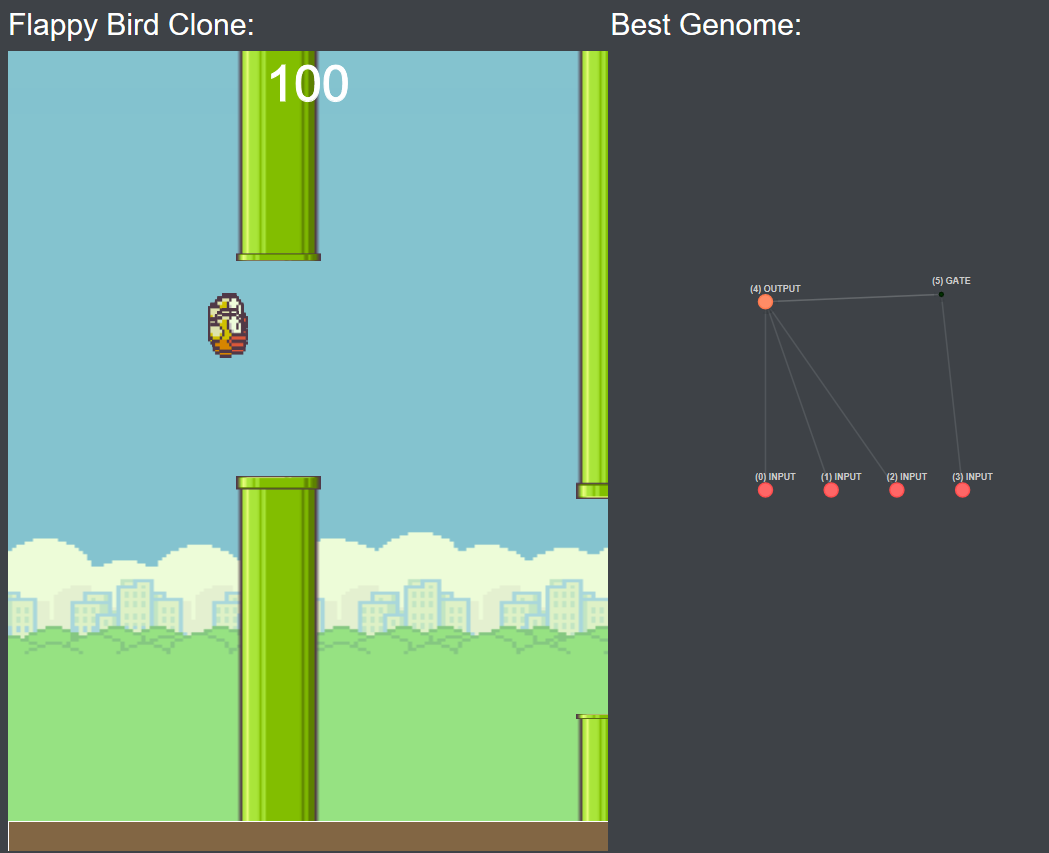 Flappy Bird Clone:
Best Genome:
100
(5) GATE
(4) OUTPUT
(0) INPUT
(1) INPUT
(2) INPUT
(3) INPUT